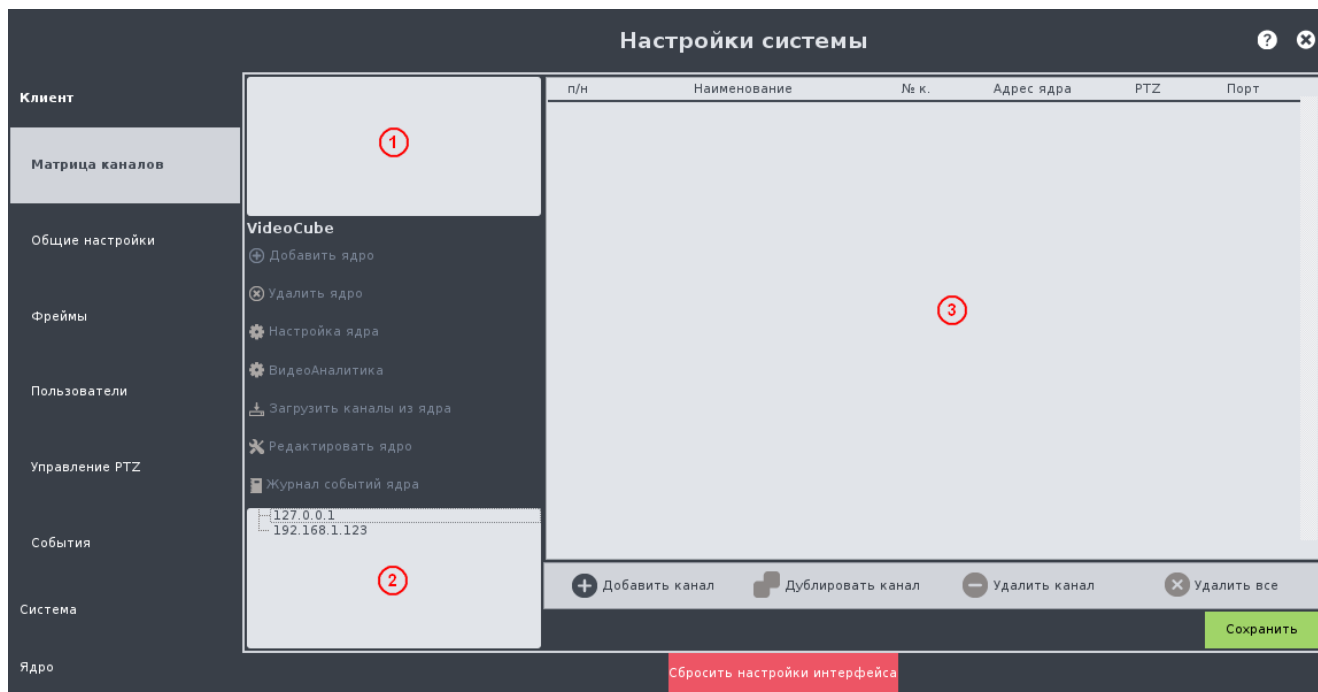 Настройки системы
?
Клиент
Матрица каналов
Общие настройки
Фреймы
Пользователи
Управление PTZ
События
Система
Ядро
1
VideoCube
Добавить ядро
Удалить ядро
Настройка ядра
ВидеоАналитика
Загрузить каналы из ядра
Редактировать ядро
Журнал событий ядра
127.0.0.1
192.168.1.123
2
п/н Наименование № к. Адрес ядра PTZ Порт
3
Добавить канал Дублировать канал Удалить канал Удалить все
Сохранить
Сбросить настройки интерфейса